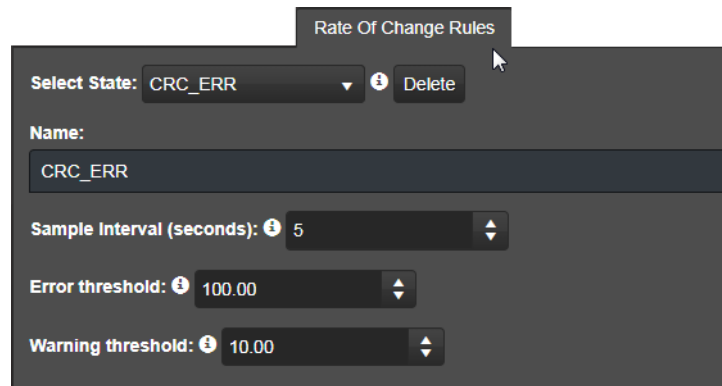 Rate Of Change Rules
Select State: CRC_ERR Delete
Name:
CRC_ERR
Sample Interval (seconds): 5
Error threshold: 100.00
Warning threshold: 10.00